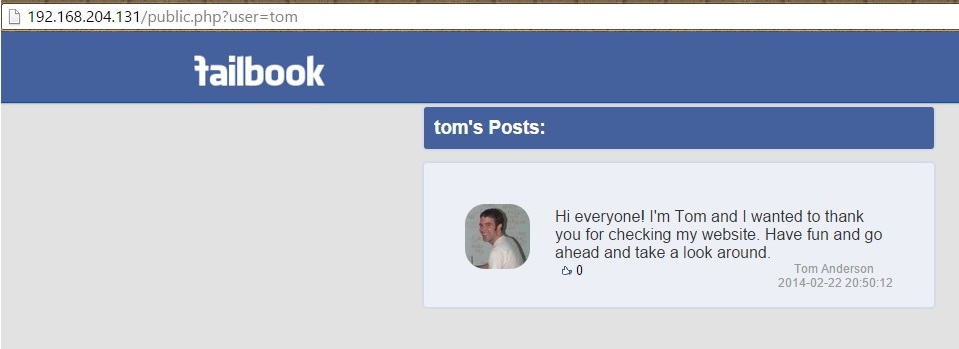 192.168.204.131/public.php?user=tom
failbook
tom's Posts:
Hi everyone! I'm Tom and I wanted to thank
you for checking my website. Have fun and go
ahead and take a look around.
0
Tom Anderson
2014-02-22 20:50:12